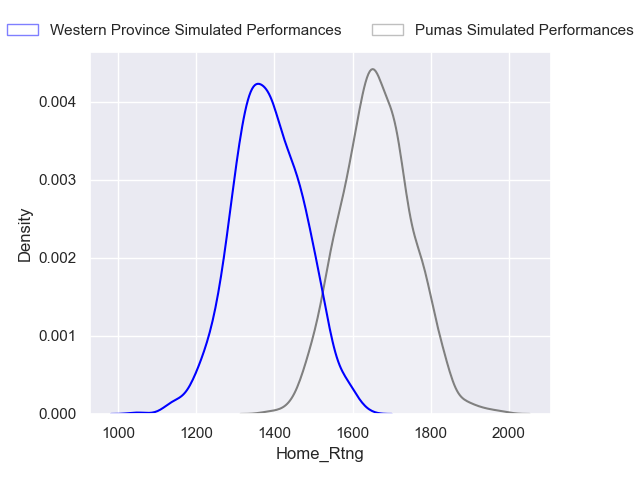 Western Province Simulated Performances Pumas Simulated Performances
0.004
0.003
0.002
0.001
0.000
Density
1000 1200 1400 1600 1800 2000
Home_Rtng